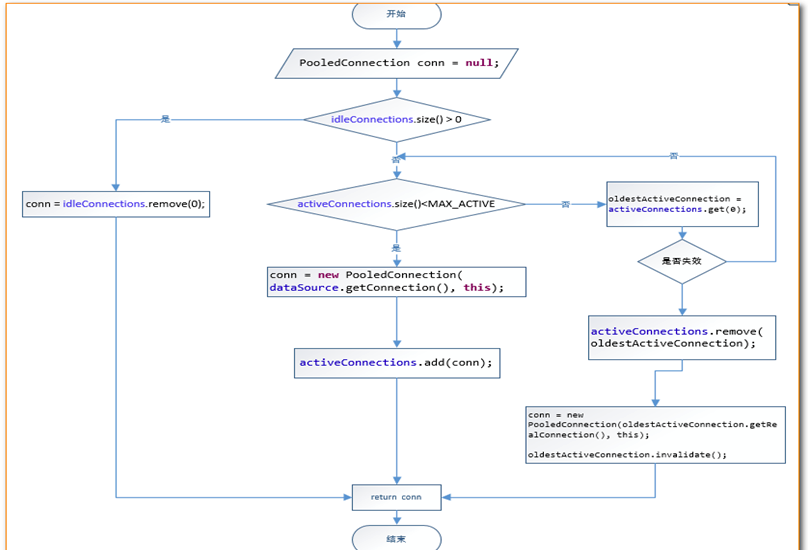 开始
PooledConnection conn = null;
idleConnections.size() > 0
是
否
否
conn = idleConnections.remove(0);
activeConnections.size()<MAX_ACTIVE
否
oldestActiveConnection =
activeConnections.get(0);
是
是否失效
conn = new PooledConnection(
dataSource.getConnection(), this);
activeConnections.remove(
oldestActiveConnection);
activeConnections.add(conn);
conn = new
PooledConnection(oldestActiveConnection.getRe
alConnection(), this);
oldestActiveConnection.invalidate();
return conn
结束